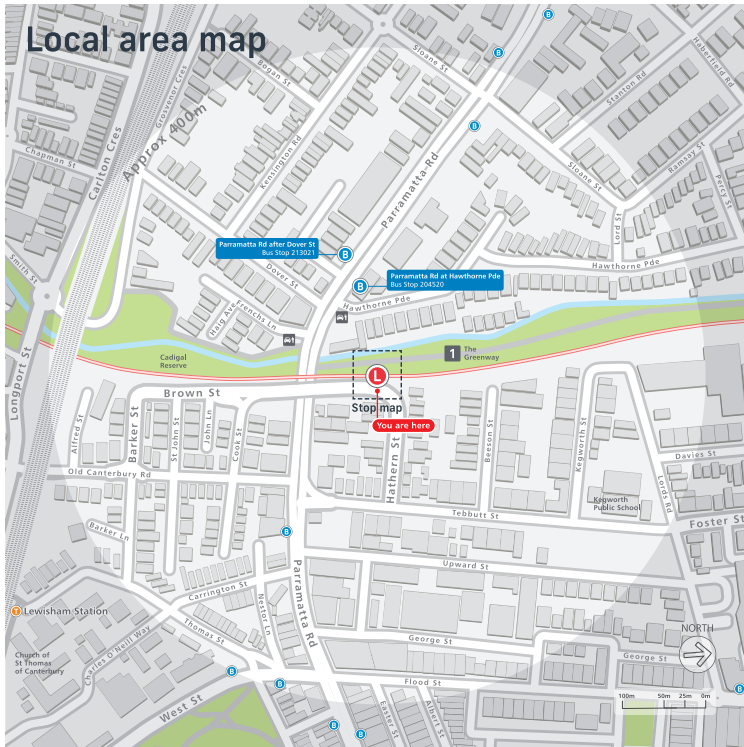 Local area map
Approx 400m
Sloane St
Bogan St
Grosvenor Cres
Haberfield Rd
Stanton Rd
Chapman St
Carlton Cres
Kensington Rd
Parramatta Rd
Sloane St
Ramsay St
Percy St
Lord St
Smith St
Parramatta Rd after Dover St
Bus Stop 213021
Dover St
Parramatta Rd at Hawthorne Pde
Bus Stop 204520
Hawthorne Pde
Hawthorne Pde
Frenchs Ln
Haig Ave
Longport St
Cadigal
Reserve
1
The
Greenway
L
Stop map
You are here
Brown St
Alfred St
Barker St
St John St
John Ln
Cook St
Hathern St
Beeson St
Kegworth St
Davies St
Lords Rd
Old Canterbury Rd
Kegworth
Public School
Tebbutt St
Foster St
Barker Ln
Upward St
Parramatta Rd
Carrington St
Nestor Ln
T Lewisham Station
Thomas St
Charles O'Neill Way
Church of
St Thomas
of Canterbury
George St
George St
NORTH
Flood St
West St
Easter St
Albert St
100m 50m 25m 0m
B
B
B
B
B
B
B
B
B
B
B